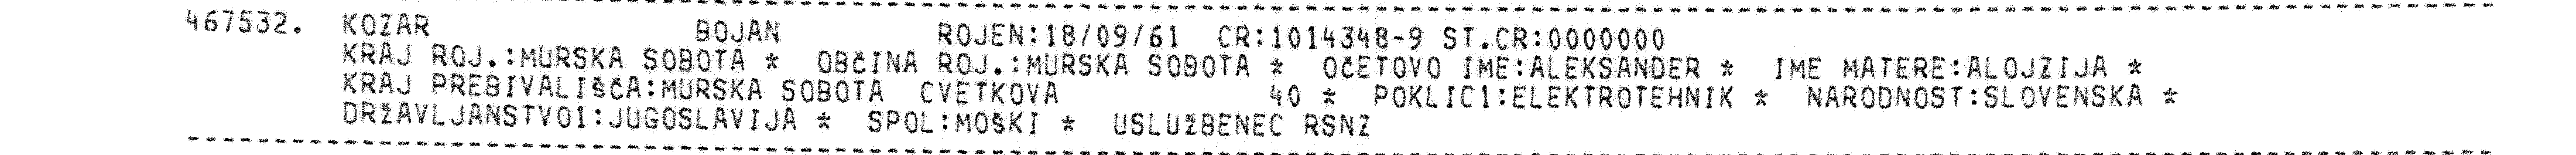 467532. KOZAR BOJAN ROJEN:18/09/61 CR:1014348-9 ST.CR:0000000
KRAJ ROJ.:MURSKA SOBOTA * OBČINA ROJ.:MURSKA SOBOTA * OČETOVO IME:ALEKSANDER * IME MATERE:ALOJZIJA *
KRAJ PREBIVALIŠČA:MURSKA SOBOTA CVETKOVA 40 * POKLIC1:ELEKTROTEHNIK * NARODNOST:SLOVENSKA *
DRŽAVLJANSTVO1:JUGOSLAVIJA * SPOL:MOŠKI * USLUŽBENEC RSNZ